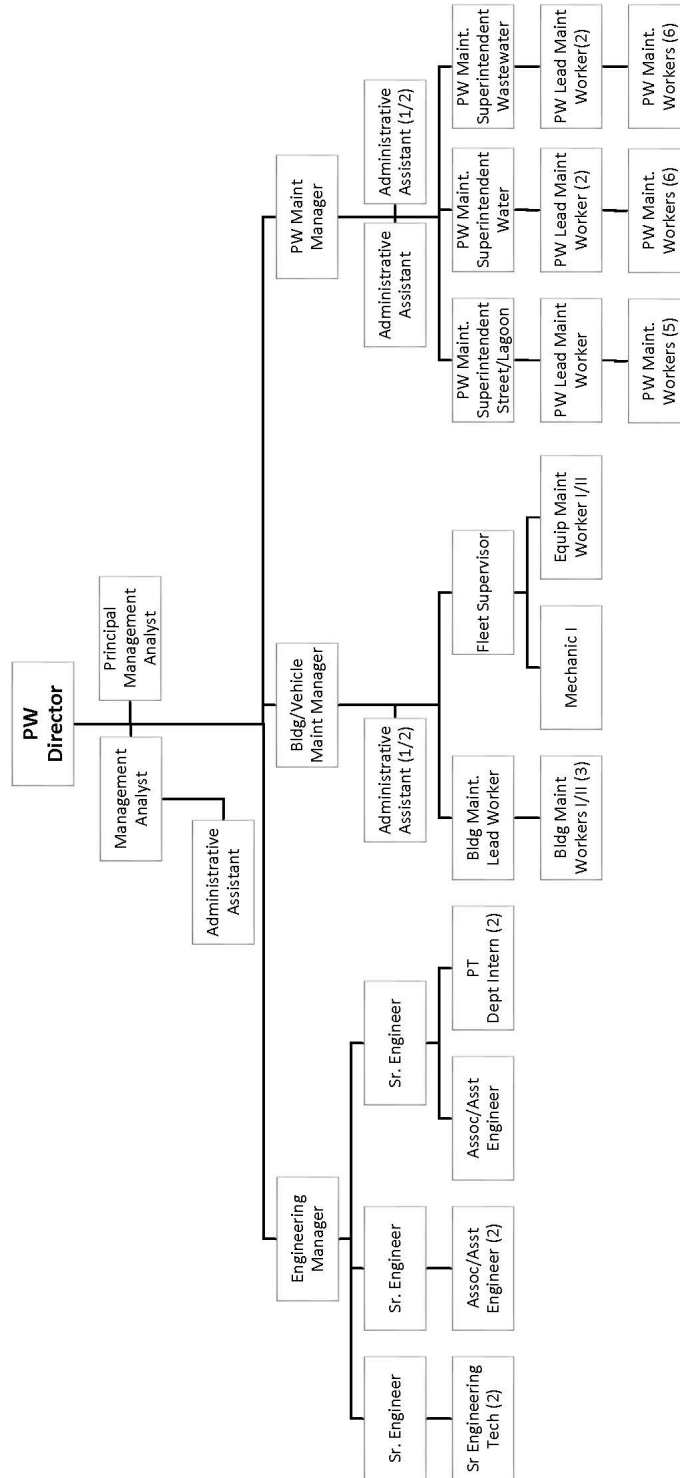 PW
Director
Management
Analyst
Principal
Management
Analyst
Administrative
Assistant
Engineering
Manager
Bldg/Vehicle
Maint Manager
PW Maint
Manager
Administrative
Assistant (1/2)
Administrative
Assistant
Administrative
Assistant (1/2)
Sr. Engineer
Sr. Engineer
Sr. Engineer
Sr Engineering
Tech (2)
Assoc/Asst
Engineer (2)
Assoc/Asst
Engineer
PT
Dept Intern (2)
Bldg Maint.
Lead Worker
Fleet Supervisor
Bldg Maint
Workers I/II (3)
Mechanic I
Equip Maint
Worker I/II
PW Maint.
Superintendent
Street/Lagoon
PW Maint.
Superintendent
Water
PW Maint.
Superintendent
Wastewater
PW Lead Maint
Worker
PW Lead Maint
Worker (2)
PW Lead Maint
Worker(2)
PW Maint.
Workers (5)
PW Maint.
Workers (6)
PW Maint.
Workers (6)